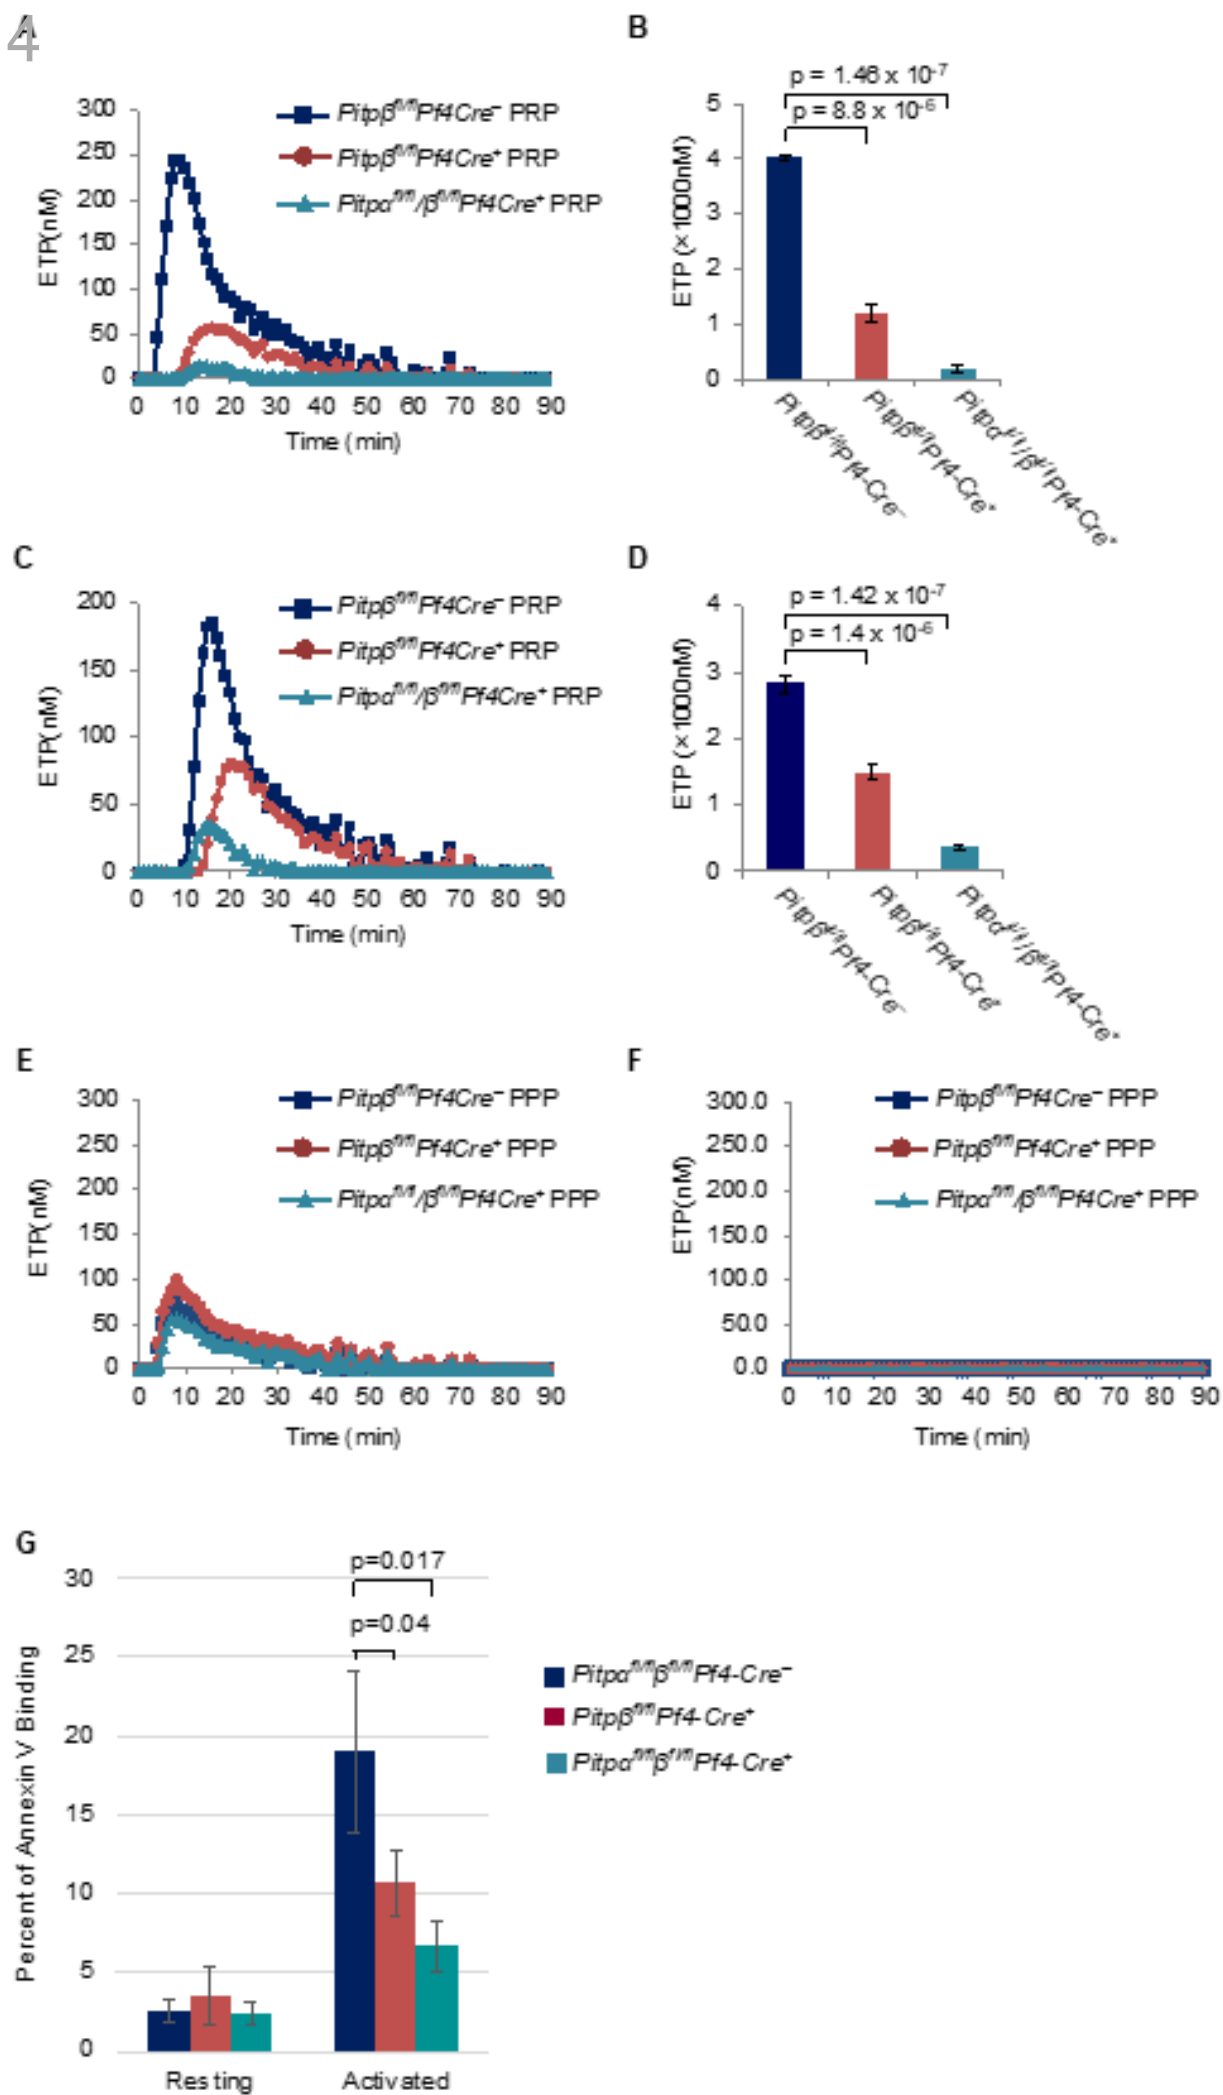 4
A
300
250
200
150
100
50
0
ETP(nM)
0 10 20 30 40 50 60 70 80 90
Time (min)
Pitpβfl/flPf4Cre− PRP
Pitpβfl/flPf4Cre+ PRP
Pitpαfl/fl/βfl/flPf4Cre+ PRP
B
p = 1.46 x 10-7
p = 8.8 x 10-6
5
4
3
2
1
0
ETP (×1000nM)
Pitpβfl/flPf4-Cre−
Pitpβfl/flPf4-Cre+
Pitpαfl/fl/βfl/flPf4-Cre+
C
200
150
100
50
0
ETP(nM)
0 10 20 30 40 50 60 70 80 90
Time (min)
Pitpβfl/flPf4Cre− PRP
Pitpβfl/flPf4Cre+ PRP
Pitpαfl/fl/βfl/flPf4Cre+ PRP
D
p = 1.42 x 10-7
p = 1.4 x 10-6
4
3
2
1
0
ETP (×1000nM)
Pitpβfl/flPf4-Cre−
Pitpβfl/flPf4-Cre+
Pitpαfl/fl/βfl/flPf4-Cre+
E
300
250
200
150
100
50
0
ETP(nM)
0 10 20 30 40 50 60 70 80 90
Time (min)
Pitpβfl/flPf4Cre− PPP
Pitpβfl/flPf4Cre+ PPP
Pitpαfl/fl/βfl/flPf4Cre+ PPP
F
300.0
250.0
200.0
150.0
100.0
50.0
0.0
ETP(nM)
0 10 20 30 40 50 60 70 80 90
Time (min)
Pitpβfl/flPf4Cre− PPP
Pitpβfl/flPf4Cre+ PPP
Pitpαfl/fl/βfl/flPf4Cre+ PPP
G
p=0.017
p=0.04
30
25
20
15
10
5
0
Percent of Annexin V Binding
Resting Activated
Pitpαfl/flβfl/flPf4-Cre−
Pitpβfl/flPf4-Cre+
Pitpαfl/flβfl/flPf4-Cre+